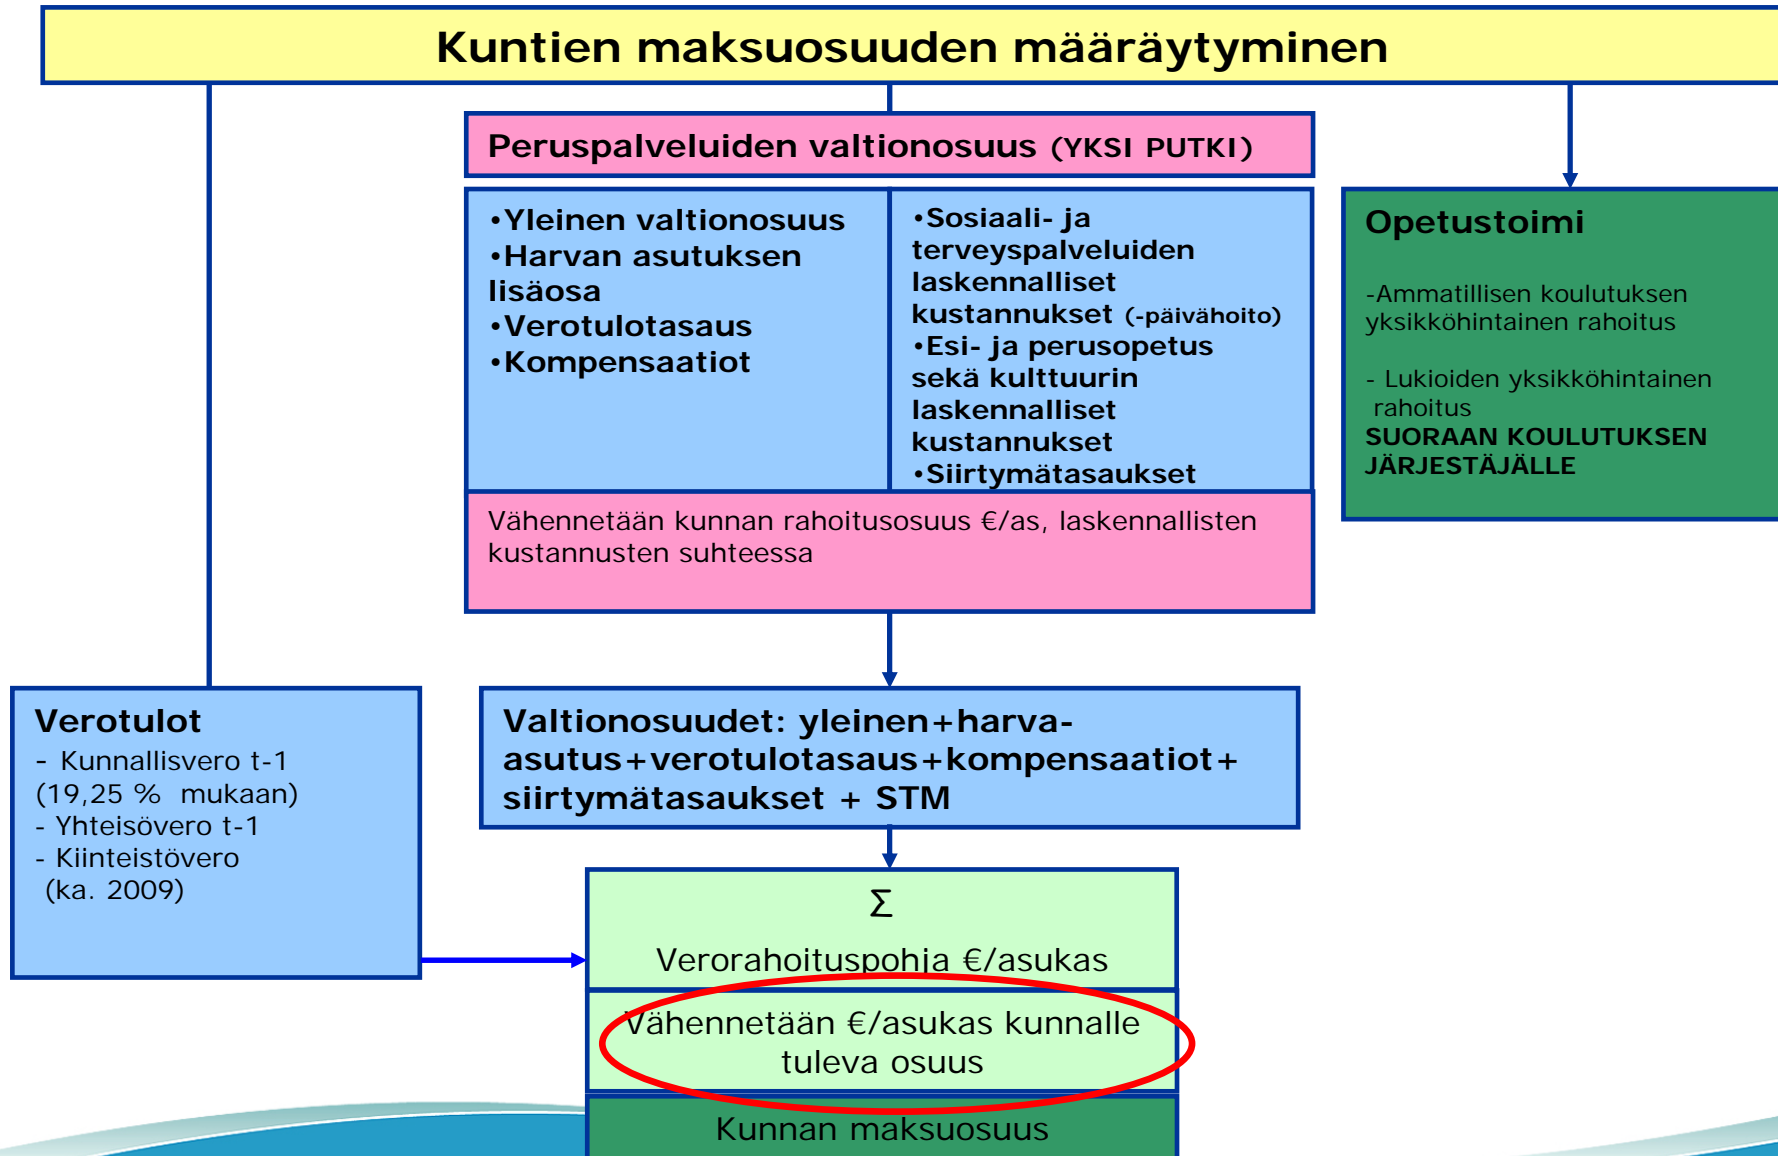 Kuntien maksuosuuden määräytyminen
Peruspalveluiden valtionosuus (YKSI PUTKI)
•Yleinen valtionosuus
•Harvan asutuksen
lisäosa
•Verotulotasaus
•Kompensaatiot
•Sosiaali- ja
terveyspalveluiden
laskennalliset
kustannukset (-päivähoito)
•Esi- ja perusopetus
sekä kulttuurin
laskennalliset
kustannukset
•Siirtymätasaukset
Vähennetään kunnan rahoitusosuus €/as, laskennallisten
kustannusten suhteessa
Opetustoimi
-Ammatillisen koulutuksen
yksikköhintainen rahoitus
- Lukioiden yksikköhintainen
rahoitus
SUORAAN KOULUTUKSEN
JÄRJESTÄJÄLLE
Verotulot
- Kunnallisvero t-1
(19,25 % mukaan)
- Yhteisövero t-1
- Kiinteistövero
(ka. 2009)
Valtionosuudet: yleinen+harva-
asutus+verotulotasaus+kompensaatiot+
siirtymätasaukset + STM
Σ
Verorahoituspohja €/asukas
Vähennetään €/asukas kunnalle
tuleva osuus
Kunnan maksuosuus